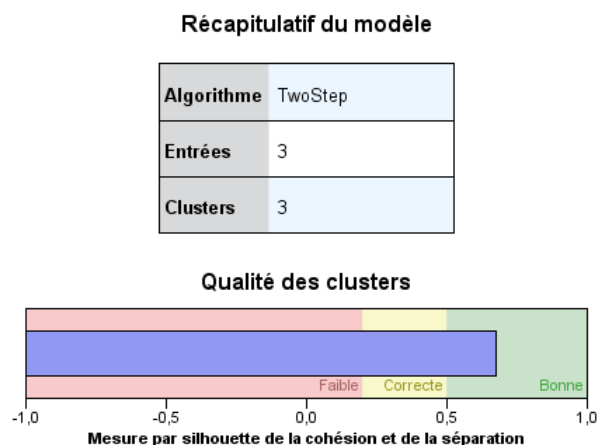 Récapitulatif du modèle
Algorithme TwoStep
Entrées 3
Clusters 3
Qualité des clusters
Faible Correcte Bonne
-1,0 -0,5 0,0 0,5 1,0
Mesure par silhouette de la cohésion et de la séparation